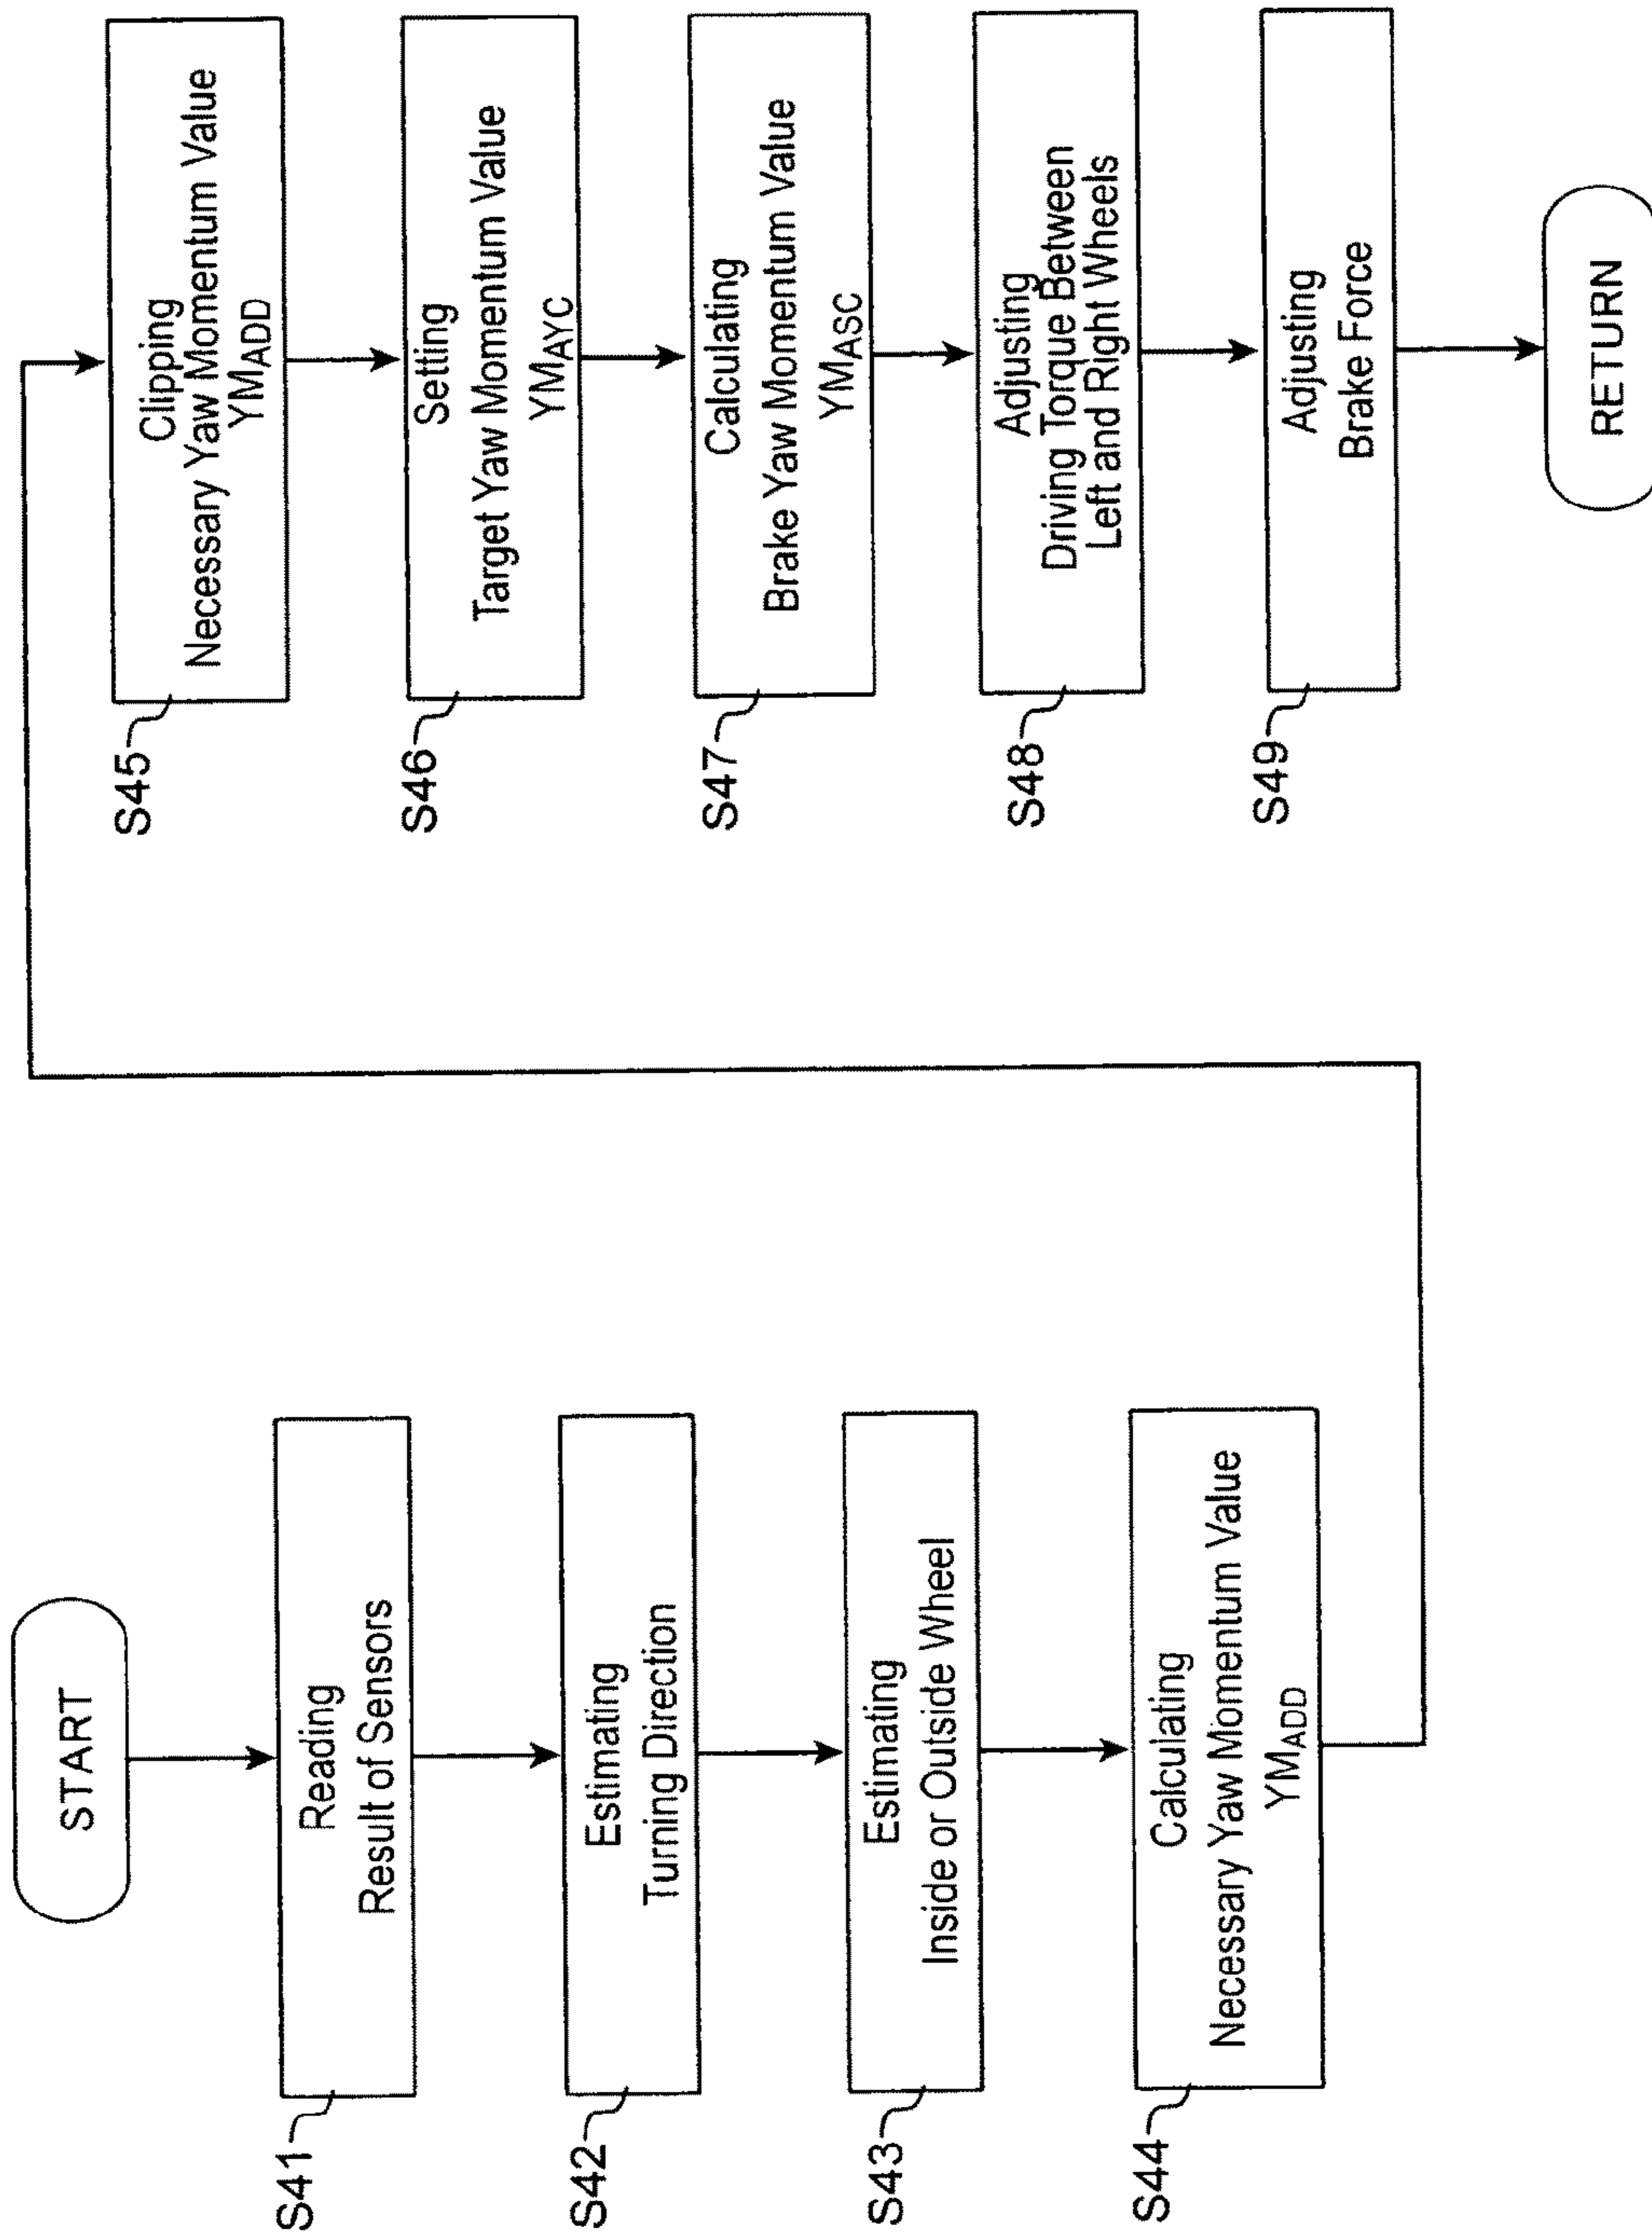 START
S41
Reading
Result of Sensors
S42
Estimating
Turning Direction
S43
Estimating
Inside or Outside Wheel
S44
Calculating
Necessary Yaw Momentum Value
YMADD
S45
Clipping
Necessary Yaw Momentum Value
YMADD
S46
Setting
Target Yaw Momentum Value
YMAYC
S47
Calculating
Brake Yaw Momentum Value
YMASC
S48
Adjusting
Driving Torque Between
Left and Right Wheels
S49
Adjusting
Brake Force
RETURN